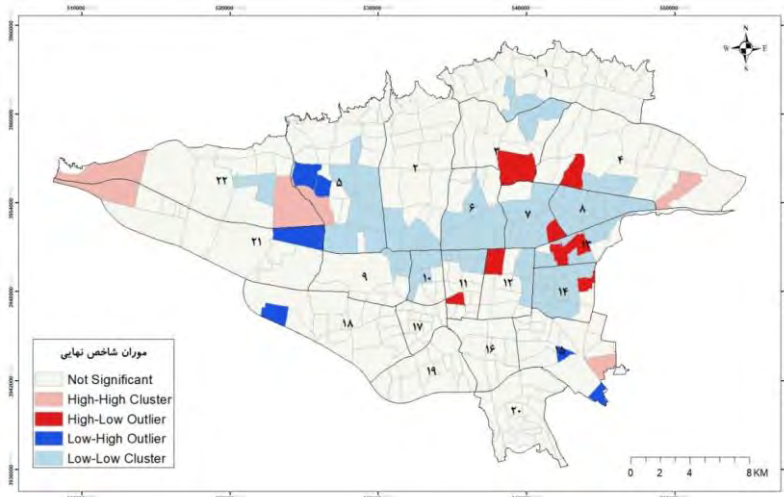 N
W E
S
۱
۲
۳
۴
۵
۶
۷
۸
۹
۱۰
۱۱
۱۲
۱۳
۱۴
۱۵
۱۶
۱۷
۱۸
۱۹
۲۰
۲۱
۲۲
موران شاخص نهایی
Not Significant
High-High Cluster
High-Low Outlier
Low-High Outlier
Low-Low Cluster
0 2 4 8 KM